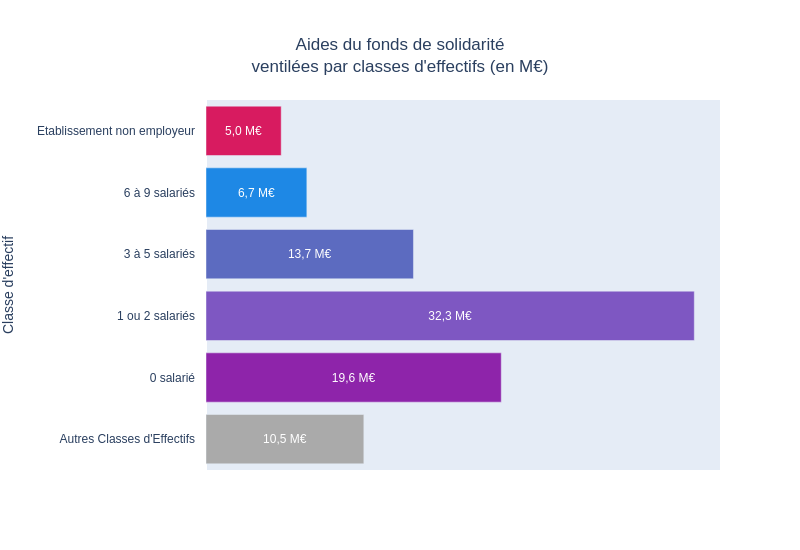 Aides du fonds de solidarité
ventilées par classes d'effectifs (en M€)
Classe d'effectif
Etablissement non employeur
5,0 M€
6 à 9 salariés
6,7 M€
3 à 5 salariés
13,7 M€
1 ou 2 salariés
32,3 M€
0 salarié
19,6 M€
Autres Classes d'Effectifs
10,5 M€